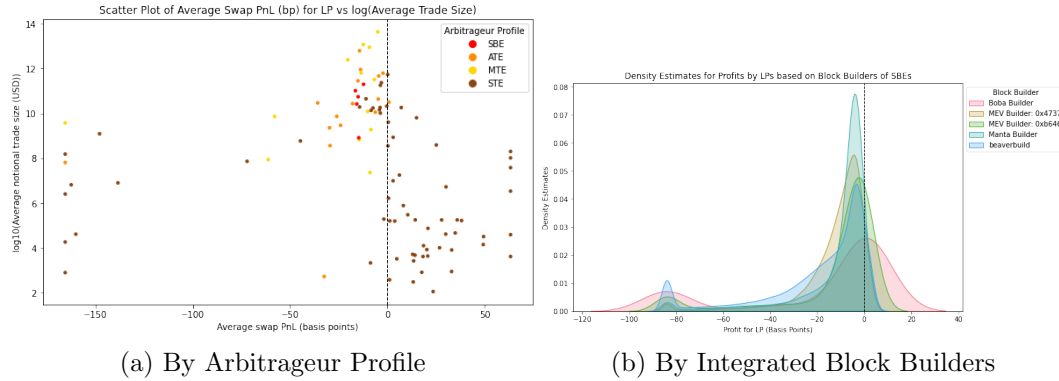 Scatter Plot of Average Swap PnL (bp) for LP vs log(Average Trade Size)
14
12
10
8
6
4
2
log10(Average notional trade size (USD))
Arbitrageur Profile
SBE
ATE
MTE
STE
−150
−100
−50
0
50
Average swap PnL (basis points)
(a) By Arbitrageur Profile
Density Estimates for Profits by LPs based on Block Builders of SBEs
0.08
0.07
0.06
0.05
0.04
0.03
0.02
0.01
0.00
Density Estimates
Block Builder
Boba Builder
MEV Builder: 0x4737
MEV Builder: 0xb646
Manta Builder
beaverbuild
−120
−100
−80
−60
−40
−20
0
20
40
Profit for LP (Basis Points)
(b) By Integrated Block Builders